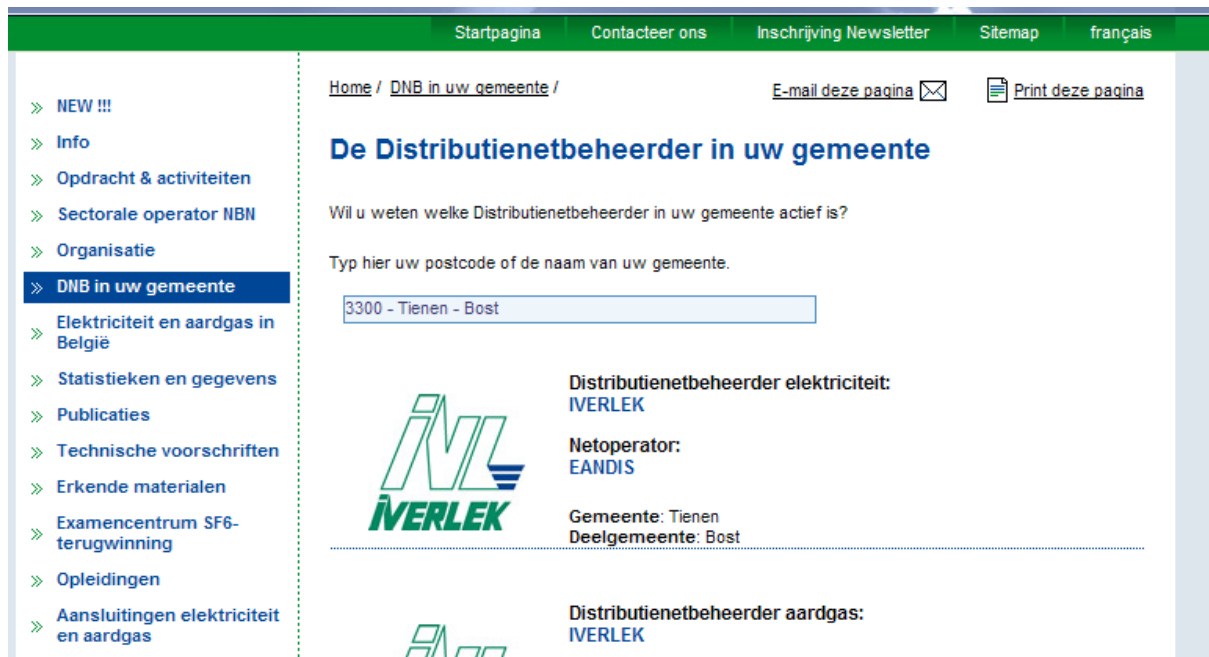 Startpagina Contacteer ons Inschrijving Newsletter Sitemap français
NEW !!!
Info
Opdracht & activiteiten
Sectorale operator NBN
Organisatie
DNB in uw gemeente
Elektriciteit en aardgas in
België
Statistieken en gegevens
Publicaties
Technische voorschriften
Erkende materialen
Examencentrum SF6-
terugwinning
Opleidingen
Aansluitingen elektriciteit
en aardgas
Home / DNB in uw gemeente /
E-mail deze pagina Print deze pagina
De Distributienetbeheerder in uw gemeente
Wil u weten welke Distributienetbeheerder in uw gemeente actief is?
Typ hier uw postcode of de naam van uw gemeente.
3300 - Tienen - Bost
IVERLEK
Distributienetbeheerder elektriciteit:
IVERLEK
Netoperator:
EANDIS
Gemeente: Tienen
Deelgemeente: Bost
Distributienetbeheerder aardgas:
IVERLEK